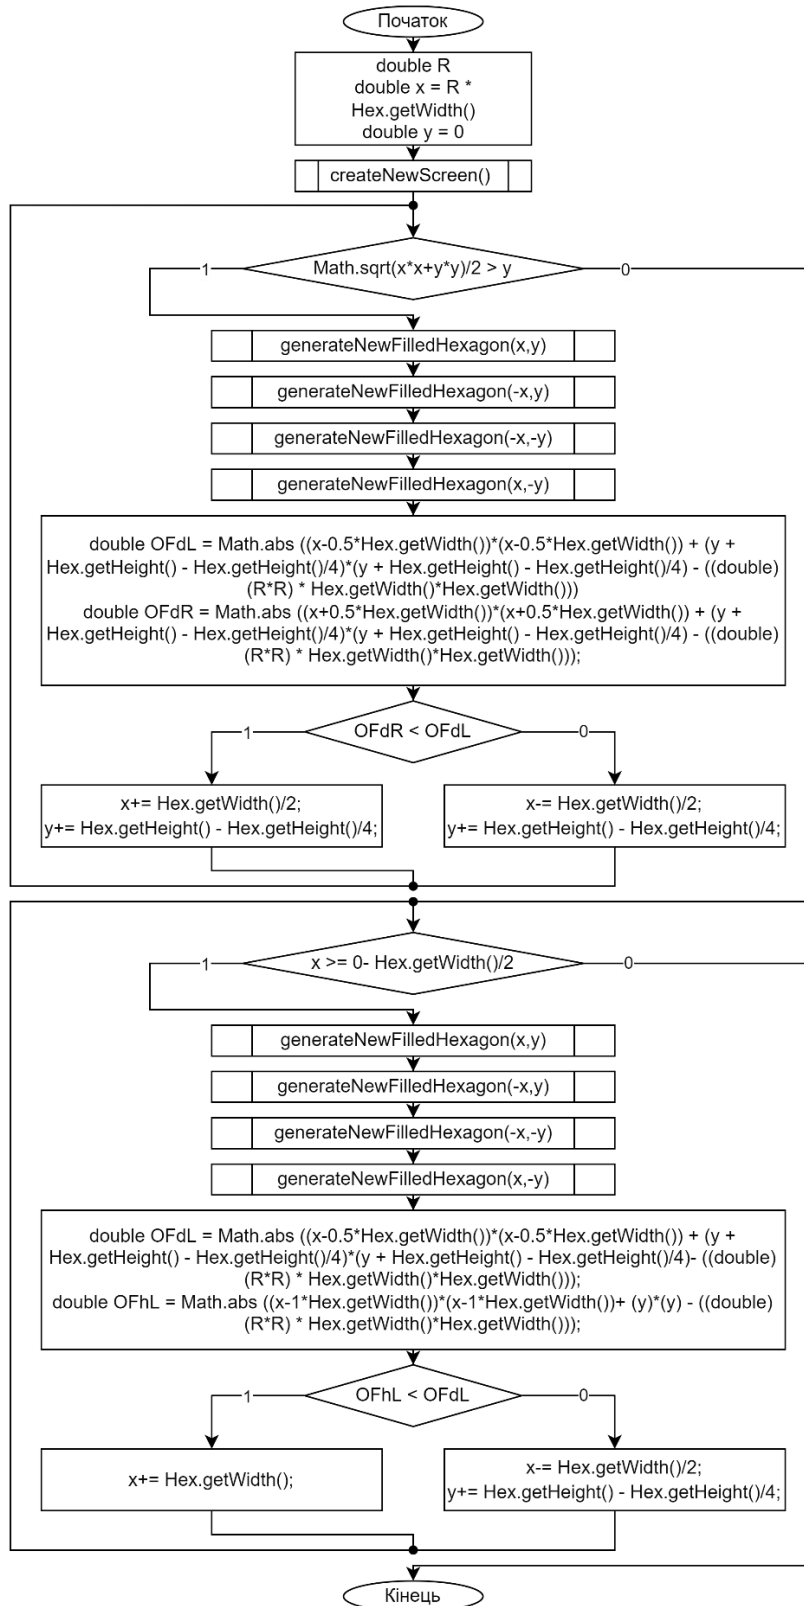 Початок
double R
double x = R *
Hex.getWidth()
double y = 0
createNewScreen()
Math.sqrt(x*x+y*y)/2 > y
1
0
generateNewFilledHexagon(x,y)
generateNewFilledHexagon(-x,y)
generateNewFilledHexagon(-x,-y)
generateNewFilledHexagon(x,-y)
double OFdL = Math.abs ((x-0.5*Hex.getWidth())*(x-0.5*Hex.getWidth()) + (y +
Hex.getHeight() - Hex.getHeight()/4)*(y + Hex.getHeight() - Hex.getHeight()/4) - ((double)
(R*R) * Hex.getWidth()*Hex.getWidth()))
double OFdR = Math.abs ((x+0.5*Hex.getWidth())*(x+0.5*Hex.getWidth()) + (y +
Hex.getHeight() - Hex.getHeight()/4)*(y + Hex.getHeight() - Hex.getHeight()/4) - ((double)
(R*R) * Hex.getWidth()*Hex.getWidth()));
OFdR < OFdL
1
0
x+= Hex.getWidth()/2;
y+= Hex.getHeight() - Hex.getHeight()/4;
x-= Hex.getWidth()/2;
y+= Hex.getHeight() - Hex.getHeight()/4;
x >= 0- Hex.getWidth()/2
1
0
generateNewFilledHexagon(x,y)
generateNewFilledHexagon(-x,y)
generateNewFilledHexagon(-x,-y)
generateNewFilledHexagon(x,-y)
double OFdL = Math.abs ((x-0.5*Hex.getWidth())*(x-0.5*Hex.getWidth()) + (y +
Hex.getHeight() - Hex.getHeight()/4)*(y + Hex.getHeight() - Hex.getHeight()/4)- ((double)
(R*R) * Hex.getWidth()*Hex.getWidth()));
double OFhL = Math.abs ((x-1*Hex.getWidth())*(x-1*Hex.getWidth())+ (y)*(y) - ((double)
(R*R) * Hex.getWidth()*Hex.getWidth()));
OFhL < OFdL
1
0
x+= Hex.getWidth();
x-= Hex.getWidth()/2;
y+= Hex.getHeight() - Hex.getHeight()/4;
Кінець